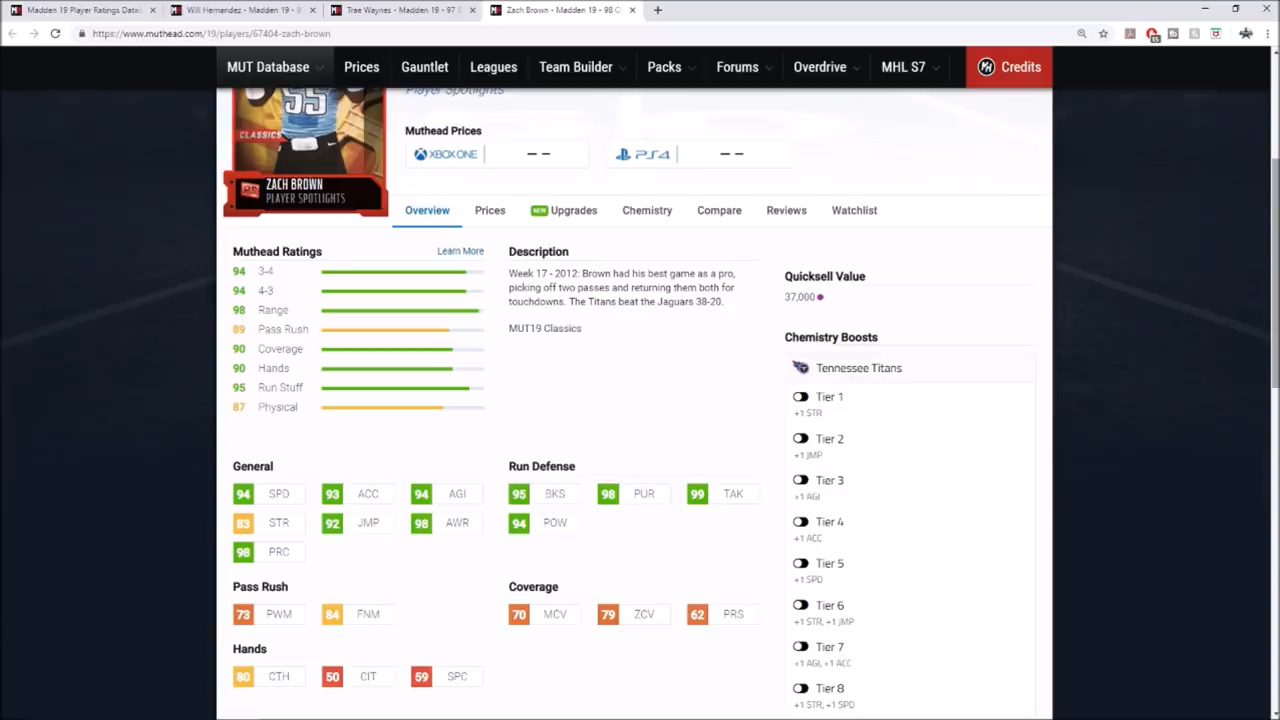 Madden 19 Player Ratings Data
Will Hernandez - Madden 19 - 9
Trae Waynes - Madden 19 - 97
Zach Brown - Madden 19 - 98 O
https://www.muthead.com/19/players/67404-zach-brown
MUT Database
Prices
Gauntlet
Leagues
Team Builder
Packs
Forums
Overdrive
MHL S7
Credits
55
CLASSICS
ZACH BROWN
PLAYER SPOTLIGHTS
Player Spotlights
Muthead Prices
XBOX ONE
--
PS4
--
Overview
Prices
NEW Upgrades
Chemistry
Compare
Reviews
Watchlist
Muthead Ratings
Learn More
94 3-4
94 4-3
98 Range
89 Pass Rush
90 Coverage
90 Hands
95 Run Stuff
87 Physical
Description
Week 17 - 2012: Brown had his best game as a pro,
picking off two passes and returning them both for
touchdowns. The Titans beat the Jaguars 38-20.
MUT19 Classics
Quicksell Value
37,000
Chemistry Boosts
Tennessee Titans
Tier 1
+1 STR
Tier 2
+1 JMP
Tier 3
+1 AGI
Tier 4
+1 ACC
Tier 5
+1 SPD
Tier 6
+1 STR, +1 JMP
Tier 7
+1 AGI, +1 ACC
Tier 8
+1 STR, +1 SPD
General
94 SPD 93 ACC 94 AGI
83 STR 92 JMP 98 AWR
98 PRC
Run Defense
95 BKS 98 PUR 99 TAK
94 POW
Pass Rush
73 PWM 84 FNM
Coverage
70 MCV 79 ZCV 62 PRS
Hands
80 CTH 50 CIT 59 SPC